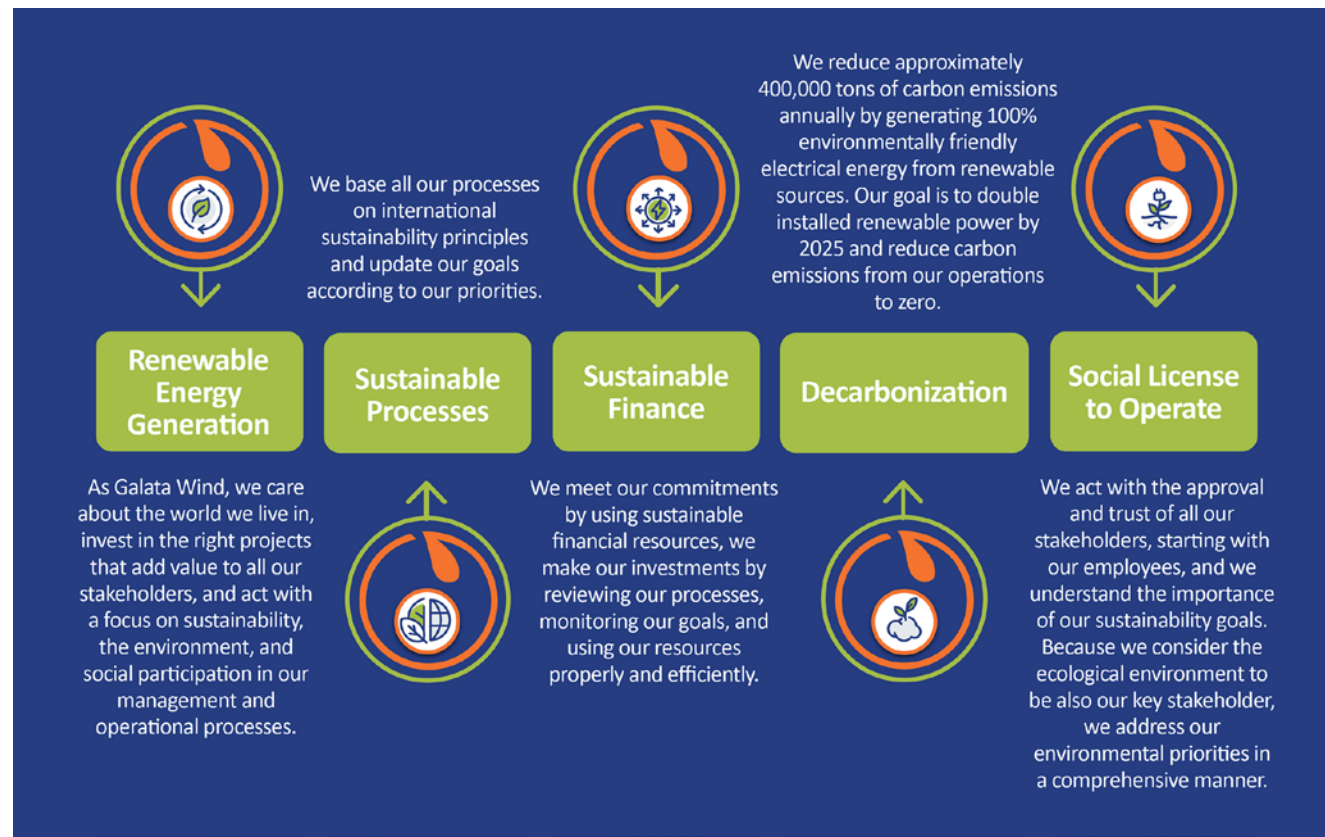 Renewable
Energy
Generation
As Galata Wind, we care
about the world we live in,
invest in the right projects
that add value to all our
stakeholders, and act with
a focus on sustainability,
the environment, and
social participation in our
management and
operational processes.
We base all our processes
on international
sustainability principles
and update our goals
according to our priorities.
Sustainable
Processes
Sustainable
Finance
We meet our commitments
by using sustainable
financial resources, we
make our investments by
reviewing our processes,
monitoring our goals, and
using our resources
properly and efficiently.
We reduce approximately
400,000 tons of carbon emissions
annually by generating 100%
environmentally friendly
electrical energy from renewable
sources. Our goal is to double
installed renewable power by
2025 and reduce carbon
emissions from our operations
to zero.
Decarbonization
Social License
to Operate
We act with the approval
and trust of all our
stakeholders, starting with
our employees, and we
understand the importance
of our sustainability goals.
Because we consider the
ecological environment to
be also our key stakeholder,
we address our
environmental priorities in
a comprehensive manner.